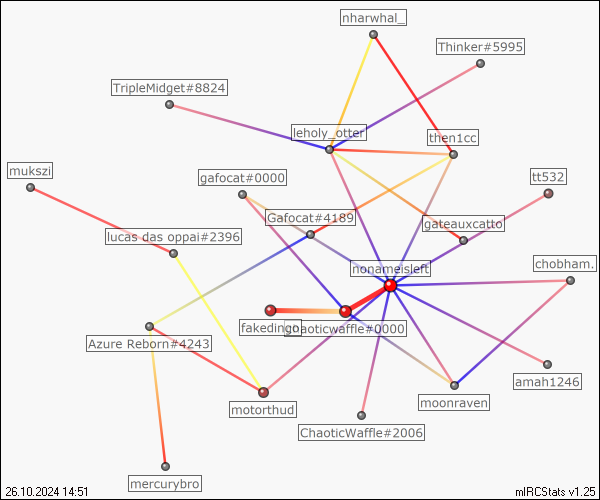 nharwhal_
Thinker#5995
TripleMidget#8824
leholy_otter
then1cc
mukszi
gafocat#0000
tt532
Gafocat#4189
gateauxcatto
lucas das oppai#2396
nonameisleft
chobham.
fakedingo
chaoticwaffle#0000
Azure Reborn#4243
amah1246
moonraven
motorthud
ChaoticWaffle#2006
mercurybro
26.10.2024 14:51
mIRCStats v1.25